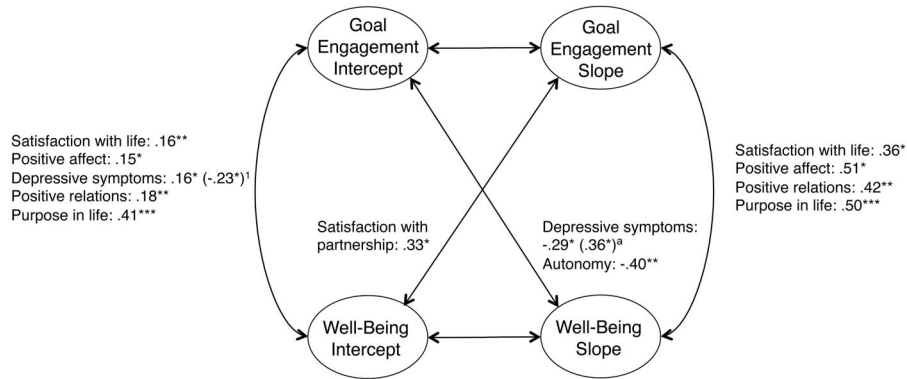 Goal
Engagement
Intercept
Goal
Engagement
Slope
Satisfaction with life: .16**
Positive affect: .15*
Depressive symptoms: .16* (-.23*)¹
Positive relations: .18**
Purpose in life: .41***
Satisfaction with
partnership: .33*
Depressive symptoms:
-.29* (.36*)ª
Autonomy: -.40**
Satisfaction with life: .36*
Positive affect: .51*
Positive relations: .42**
Purpose in life: .50***
Well-Being
Intercept
Well-Being
Slope